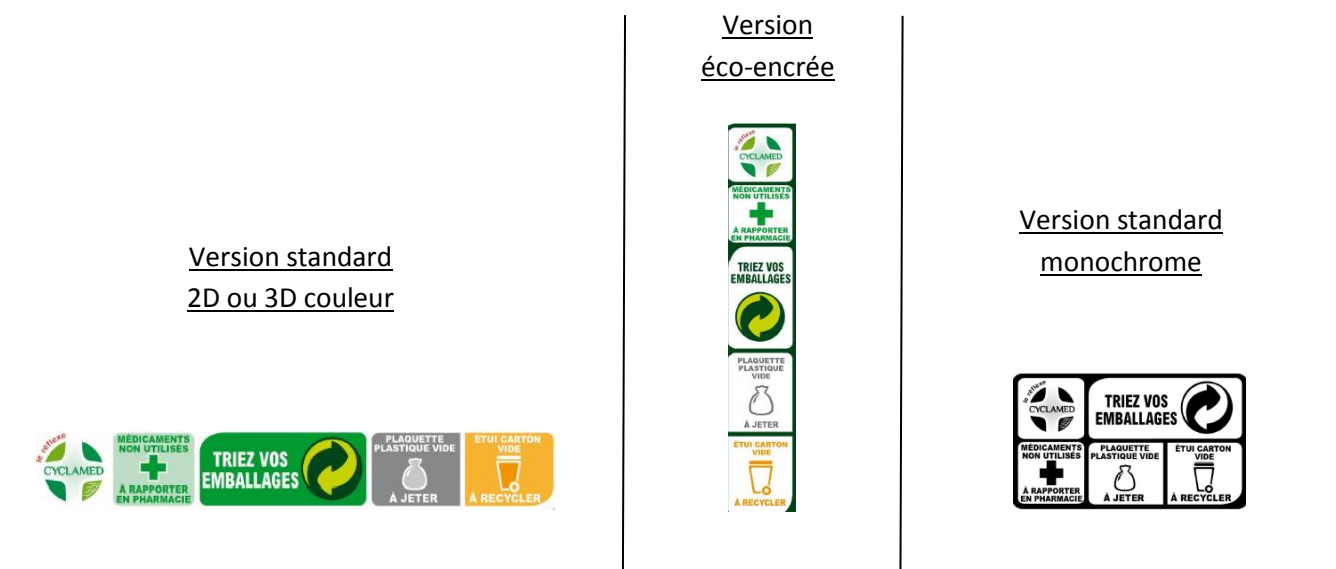 Version standard
2D ou 3D couleur
le réflexe
CYCLAMED
MÉDICAMENTS
NON UTILISÉS
À RAPPORTER
EN PHARMACIE
TRIEZ VOS
EMBALLAGES
PLAQUETTE
PLASTIQUE VIDE
À JETER
ÉTUI CARTON
VIDE
À RECYCLER
Version
éco-encrée
le réflexe
CYCLAMED
MÉDICAMENTS
NON UTILISÉS
À RAPPORTER
EN PHARMACIE
TRIEZ VOS
EMBALLAGES
PLAQUETTE
PLASTIQUE
VIDE
À JETER
ÉTUI CARTON
VIDE
À RECYCLER
Version standard
monochrome
le réflexe
CYCLAMED
TRIEZ VOS
EMBALLAGES
MÉDICAMENTS
NON UTILISÉS
À RAPPORTER
EN PHARMACIE
PLAQUETTE
PLASTIQUE VIDE
À JETER
ÉTUI CARTON
VIDE
À RECYCLER